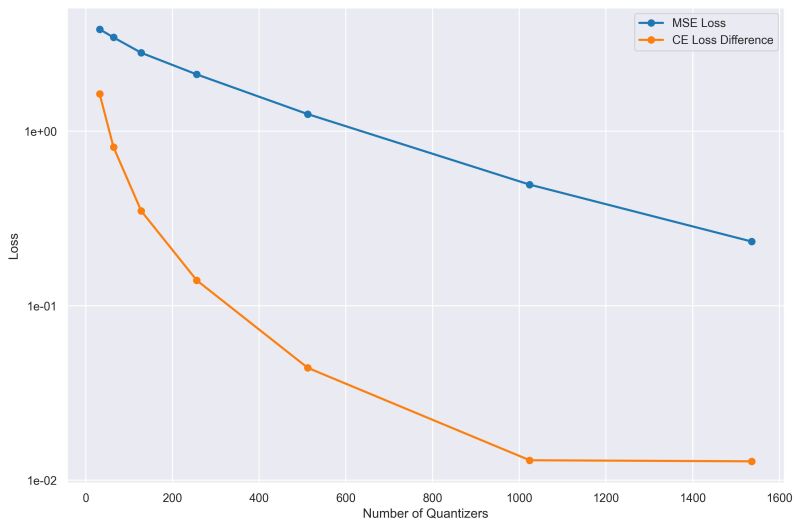 MSE Loss
CE Loss Difference
Loss
1e+00
1e-01
1e-02
0 200 400 600 800 1000 1200 1400 1600
Number of Quantizers